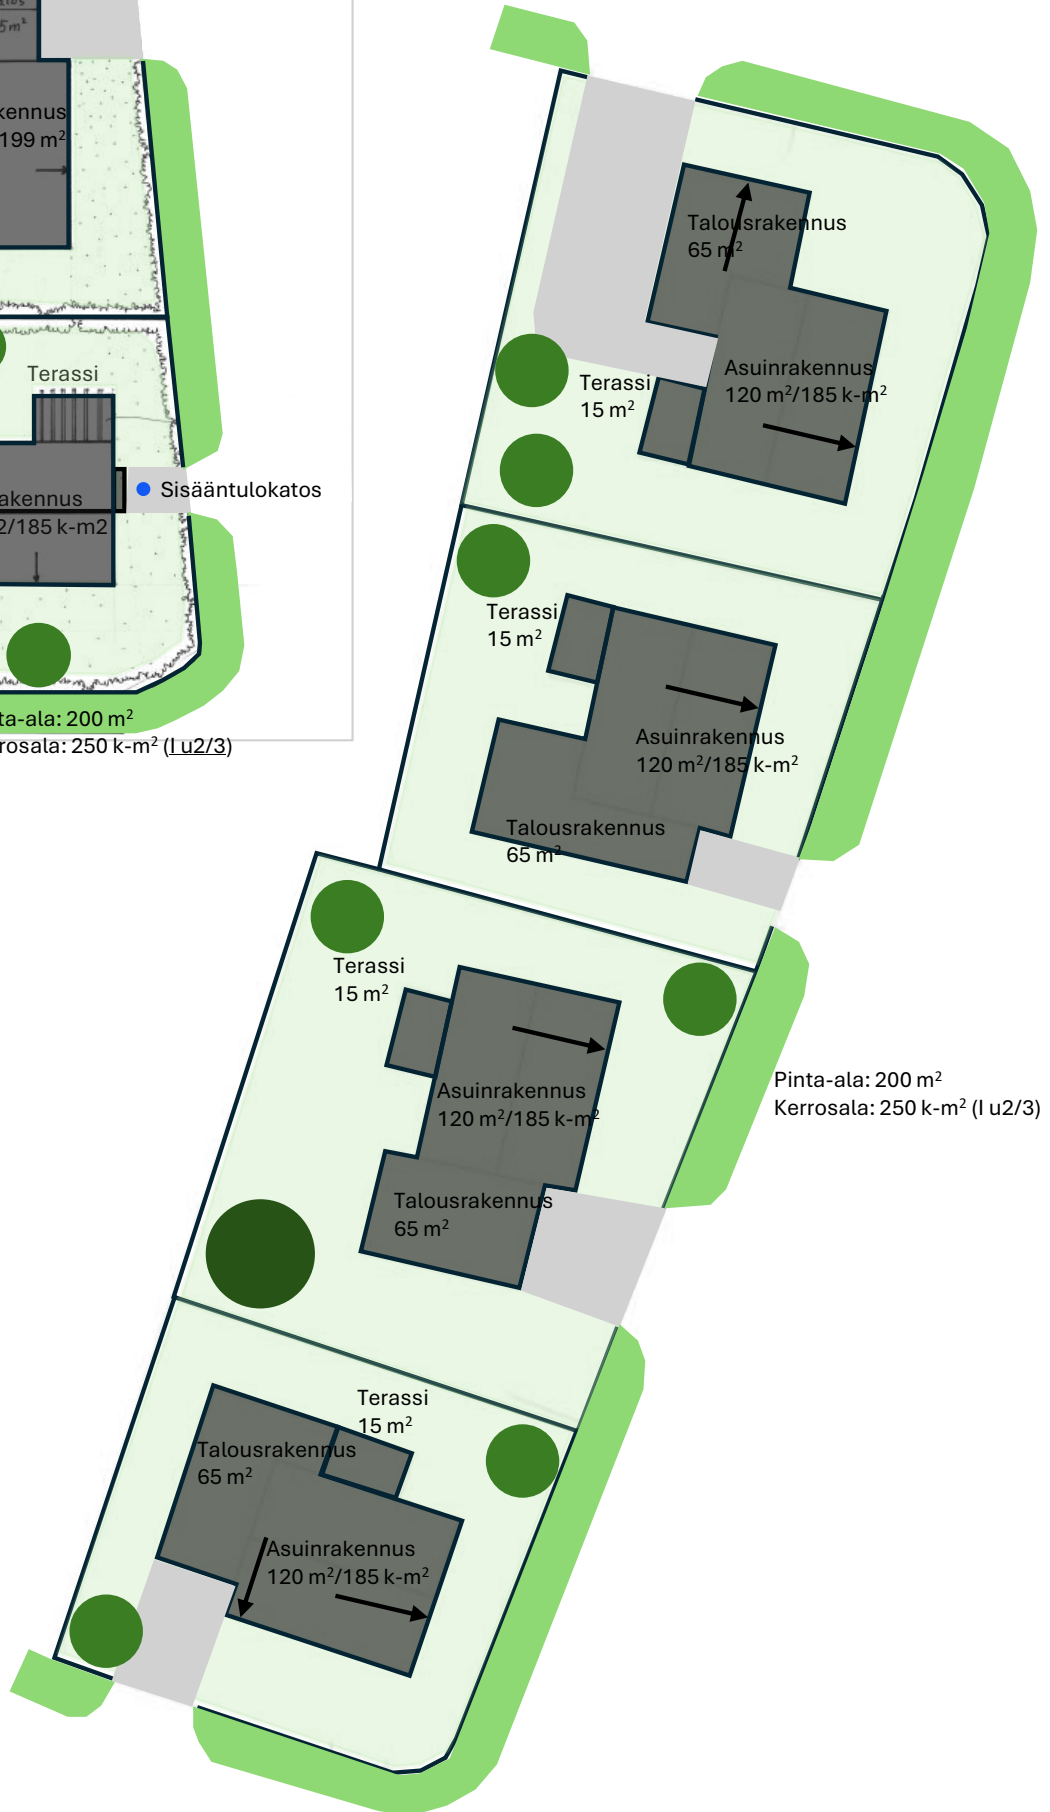 5 m²
kennus
199 m²
Terassi
Sisääntulokatos
akennus
2/185 k-m2
ta-ala: 200 m²
rosala: 250 k-m² (I u2/3)
Talousrakennus
65 m²
Asuinrakennus
120 m²/185 k-m²
Terassi
15 m²
Terassi
15 m²
Asuinrakennus
120 m²/185 k-m²
Talousrakennus
65 m²
Terassi
15 m²
Asuinrakennus
120 m²/185 k-m²
Pinta-ala: 200 m²
Kerrosala: 250 k-m² (I u2/3)
Talousrakennus
65 m²
Terassi
15 m²
Talousrakennus
65 m²
Asuinrakennus
120 m²/185 k-m²